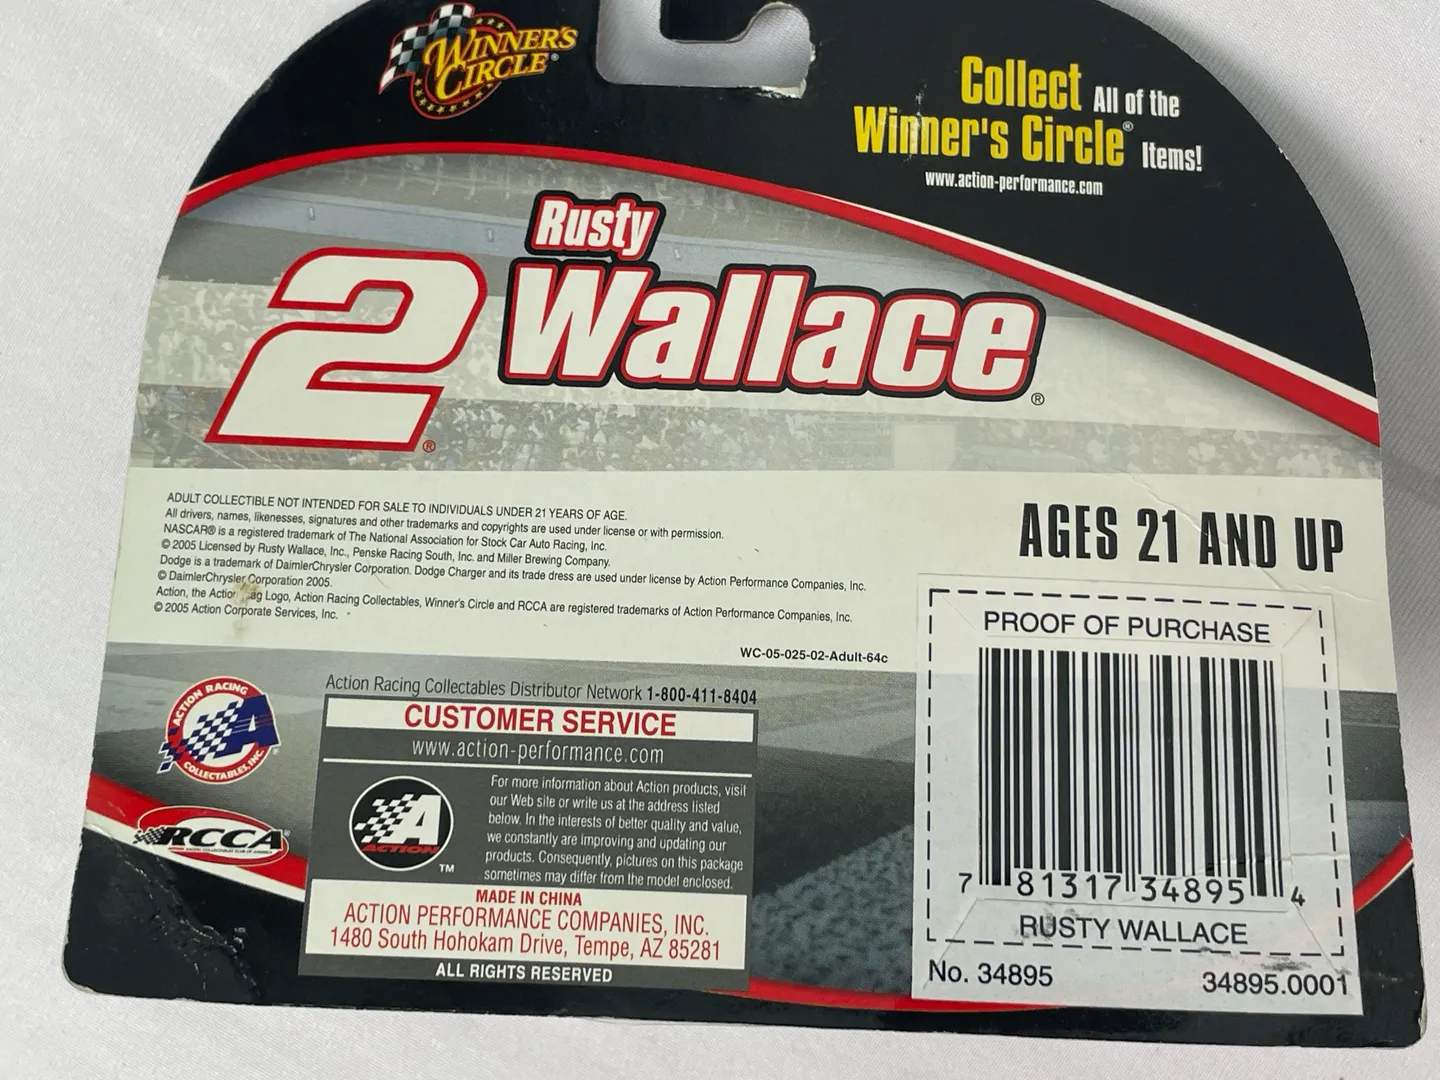 WINNER'S
CIRCLE®
Collect All of the
Winner's Circle® Items!
www.action-performance.com
Rusty
2® Wallace®
ADULT COLLECTIBLE NOT INTENDED FOR SALE TO INDIVIDUALS UNDER 21 YEARS OF AGE.
All drivers, names, likenesses, signatures and other trademarks and copyrights are used under license or with permission.
NASCAR® is a registered trademark of The National Association for Stock Car Auto Racing, Inc.
© 2005 Licensed by Rusty Wallace, Inc., Penske Racing South, Inc. and Miller Brewing Company.
Dodge is a trademark of DaimlerChrysler Corporation. Dodge Charger and its trade dress are used under license by Action Performance Companies, Inc.
© DaimlerChrysler Corporation 2005.
Action, the Action Logo, Action Racing Collectables, Winner's Circle and RCCA are registered trademarks of Action Performance Companies, Inc.
© 2005 Action Corporate Services, Inc.
WC-05-025-02-Adult-64c
AGES 21 AND UP
ACTION RACING
A
COLLECTABLES, INC.
RCCA®
RACING COLLECTABLES CLUB OF AMERICA
Action Racing Collectables Distributor Network 1-800-411-8404
CUSTOMER SERVICE
www.action-performance.com
A
ACTION
TM
For more information about Action products, visit
our Web site or write us at the address listed
below. In the interests of better quality and value,
we constantly are improving and updating our
products. Consequently, pictures on this package
sometimes may differ from the model enclosed.
MADE IN CHINA
ACTION PERFORMANCE COMPANIES, INC.
1480 South Hohokam Drive, Tempe, AZ 85281
ALL RIGHTS RESERVED
PROOF OF PURCHASE
7 81317 34895 4
RUSTY WALLACE
No. 34895 34895.0001